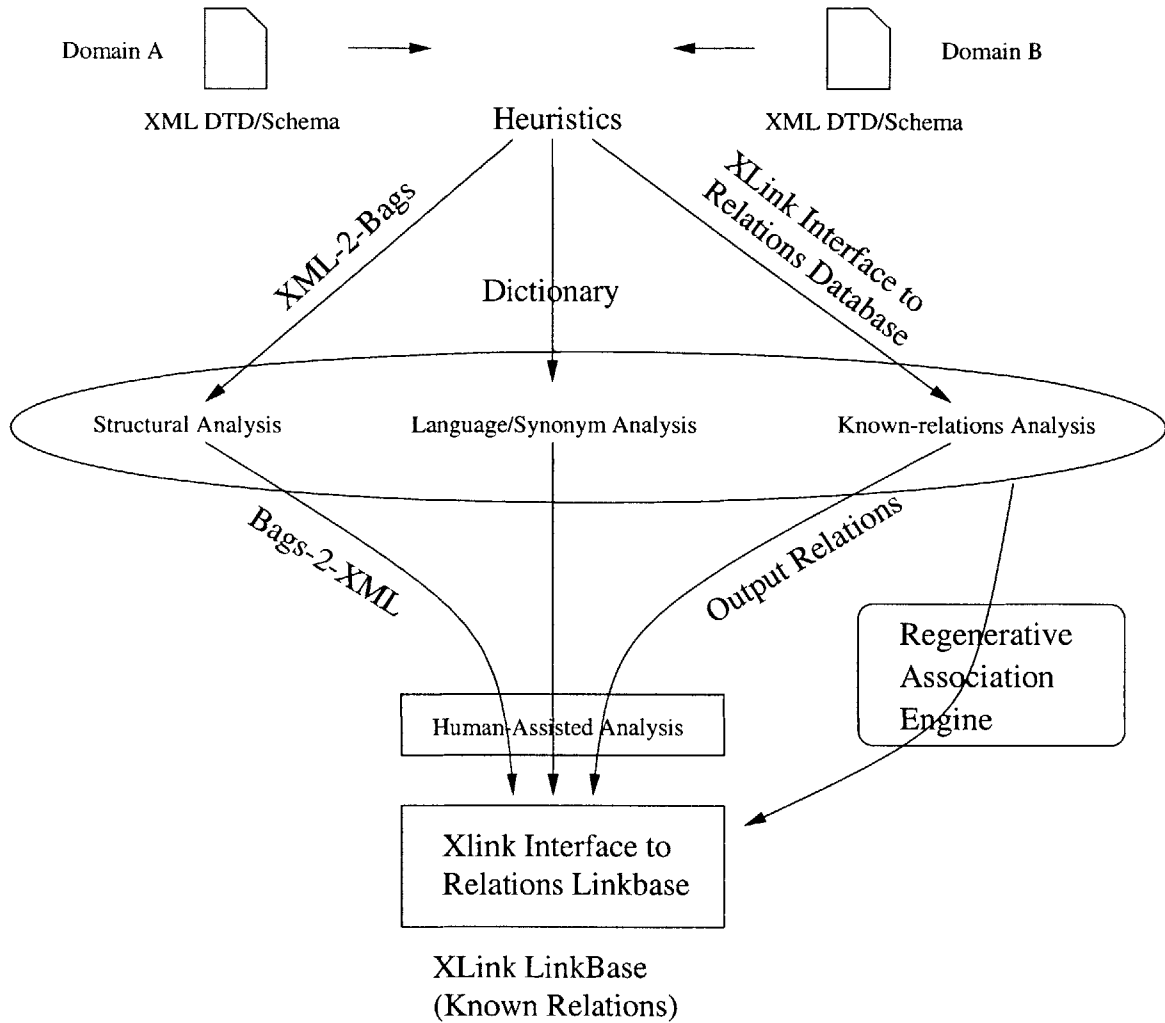 Domain A
Domain B
XML DTD/Schema
Heuristics
XML DTD/Schema
XML-2-Bags
Dictionary
XLink Interface to
Relations Database
Structural Analysis
Language/Synonym Analysis
Known-relations Analysis
Bags-2-XML
Output Relations
Regenerative
Association
Engine
Human-Assisted Analysis
Xlink Interface to
Relations Linkbase
XLink LinkBase
(Known Relations)